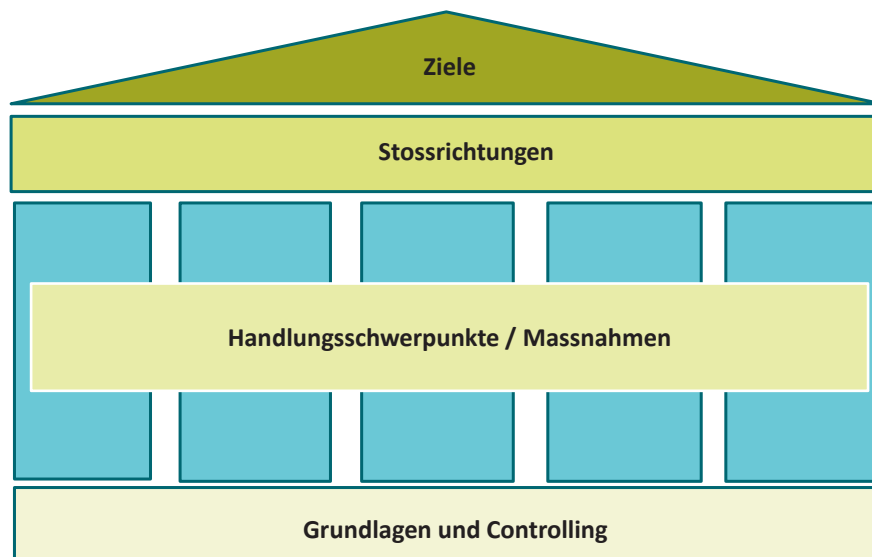 Ziele
Stossrichtungen
Handlungsschwerpunkte / Massnahmen
Grundlagen und Controlling